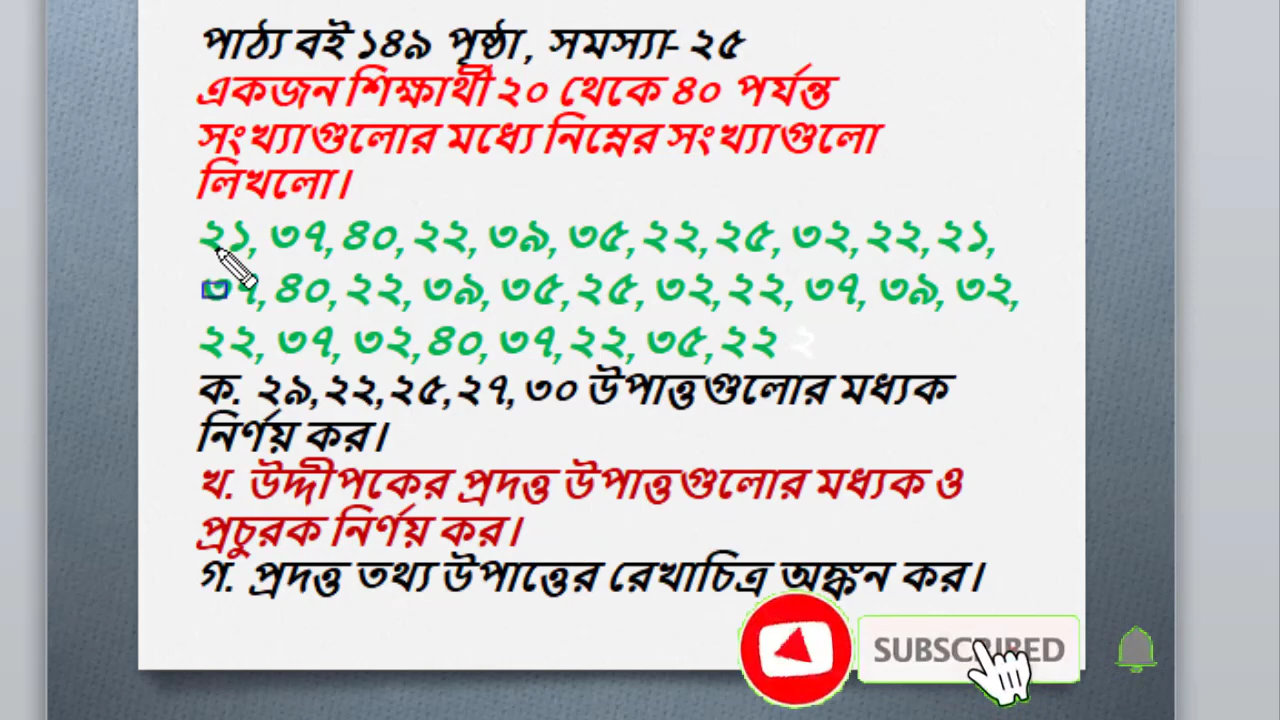 পাঠ্য বই ১৪৯ পৃষ্ঠা, সমস্যা- ২৫
একজন শিক্ষার্থী ২০ থেকে ৪০ পর্যন্ত
সংখ্যাগুলোর মধ্যে নিম্নের সংখ্যাগুলো
লিখলো।
২১, ৩৭, ৪০, ২২, ৩৯, ৩৫, ২২, ২৫, ৩২, ২২, ২১,
৩৭, ৪০, ২২, ৩৯, ৩৫, ২৫, ৩২, ২২, ৩৭, ৩৯, ৩২,
২২, ৩৭, ৩২, ৪০, ৩৭, ২২, ৩৫, ২২ ২
ক. ২৯, ২২, ২৫, ২৭, ৩০ উপাত্তগুলোর মধ্যক
নির্ণয় কর।
খ. উদ্দীপকের প্রদত্ত উপাত্তগুলোর মধ্যক ও
প্রচুরক নির্ণয় কর।
গ. প্রদত্ত তথ্য উপাত্তের রেখাচিত্র অঙ্কন কর।
SUBSCRIBED